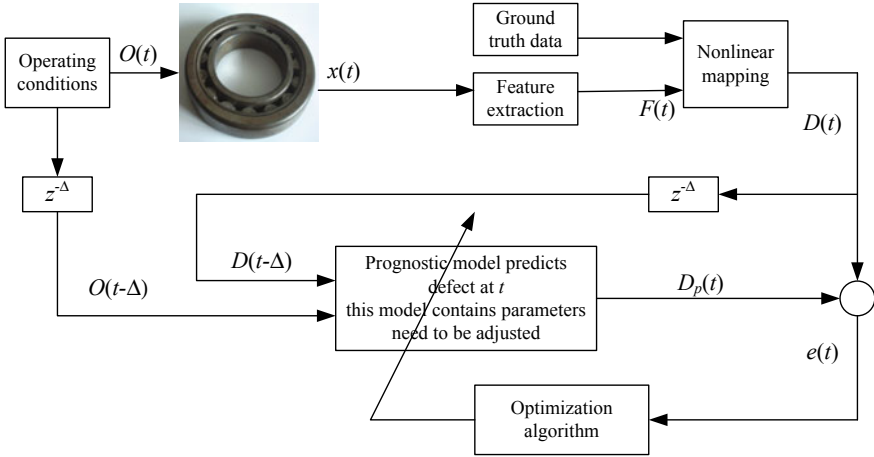 Ground
truth data
Operating
conditions
O(t)
x(t)
Feature
extraction
F(t)
Nonlinear
mapping
D(t)
z-Δ
z-Δ
D(t-Δ)
O(t-Δ)
Prognostic model predicts
defect at t
this model contains parameters
need to be adjusted
Dp(t)
e(t)
Optimization
algorithm